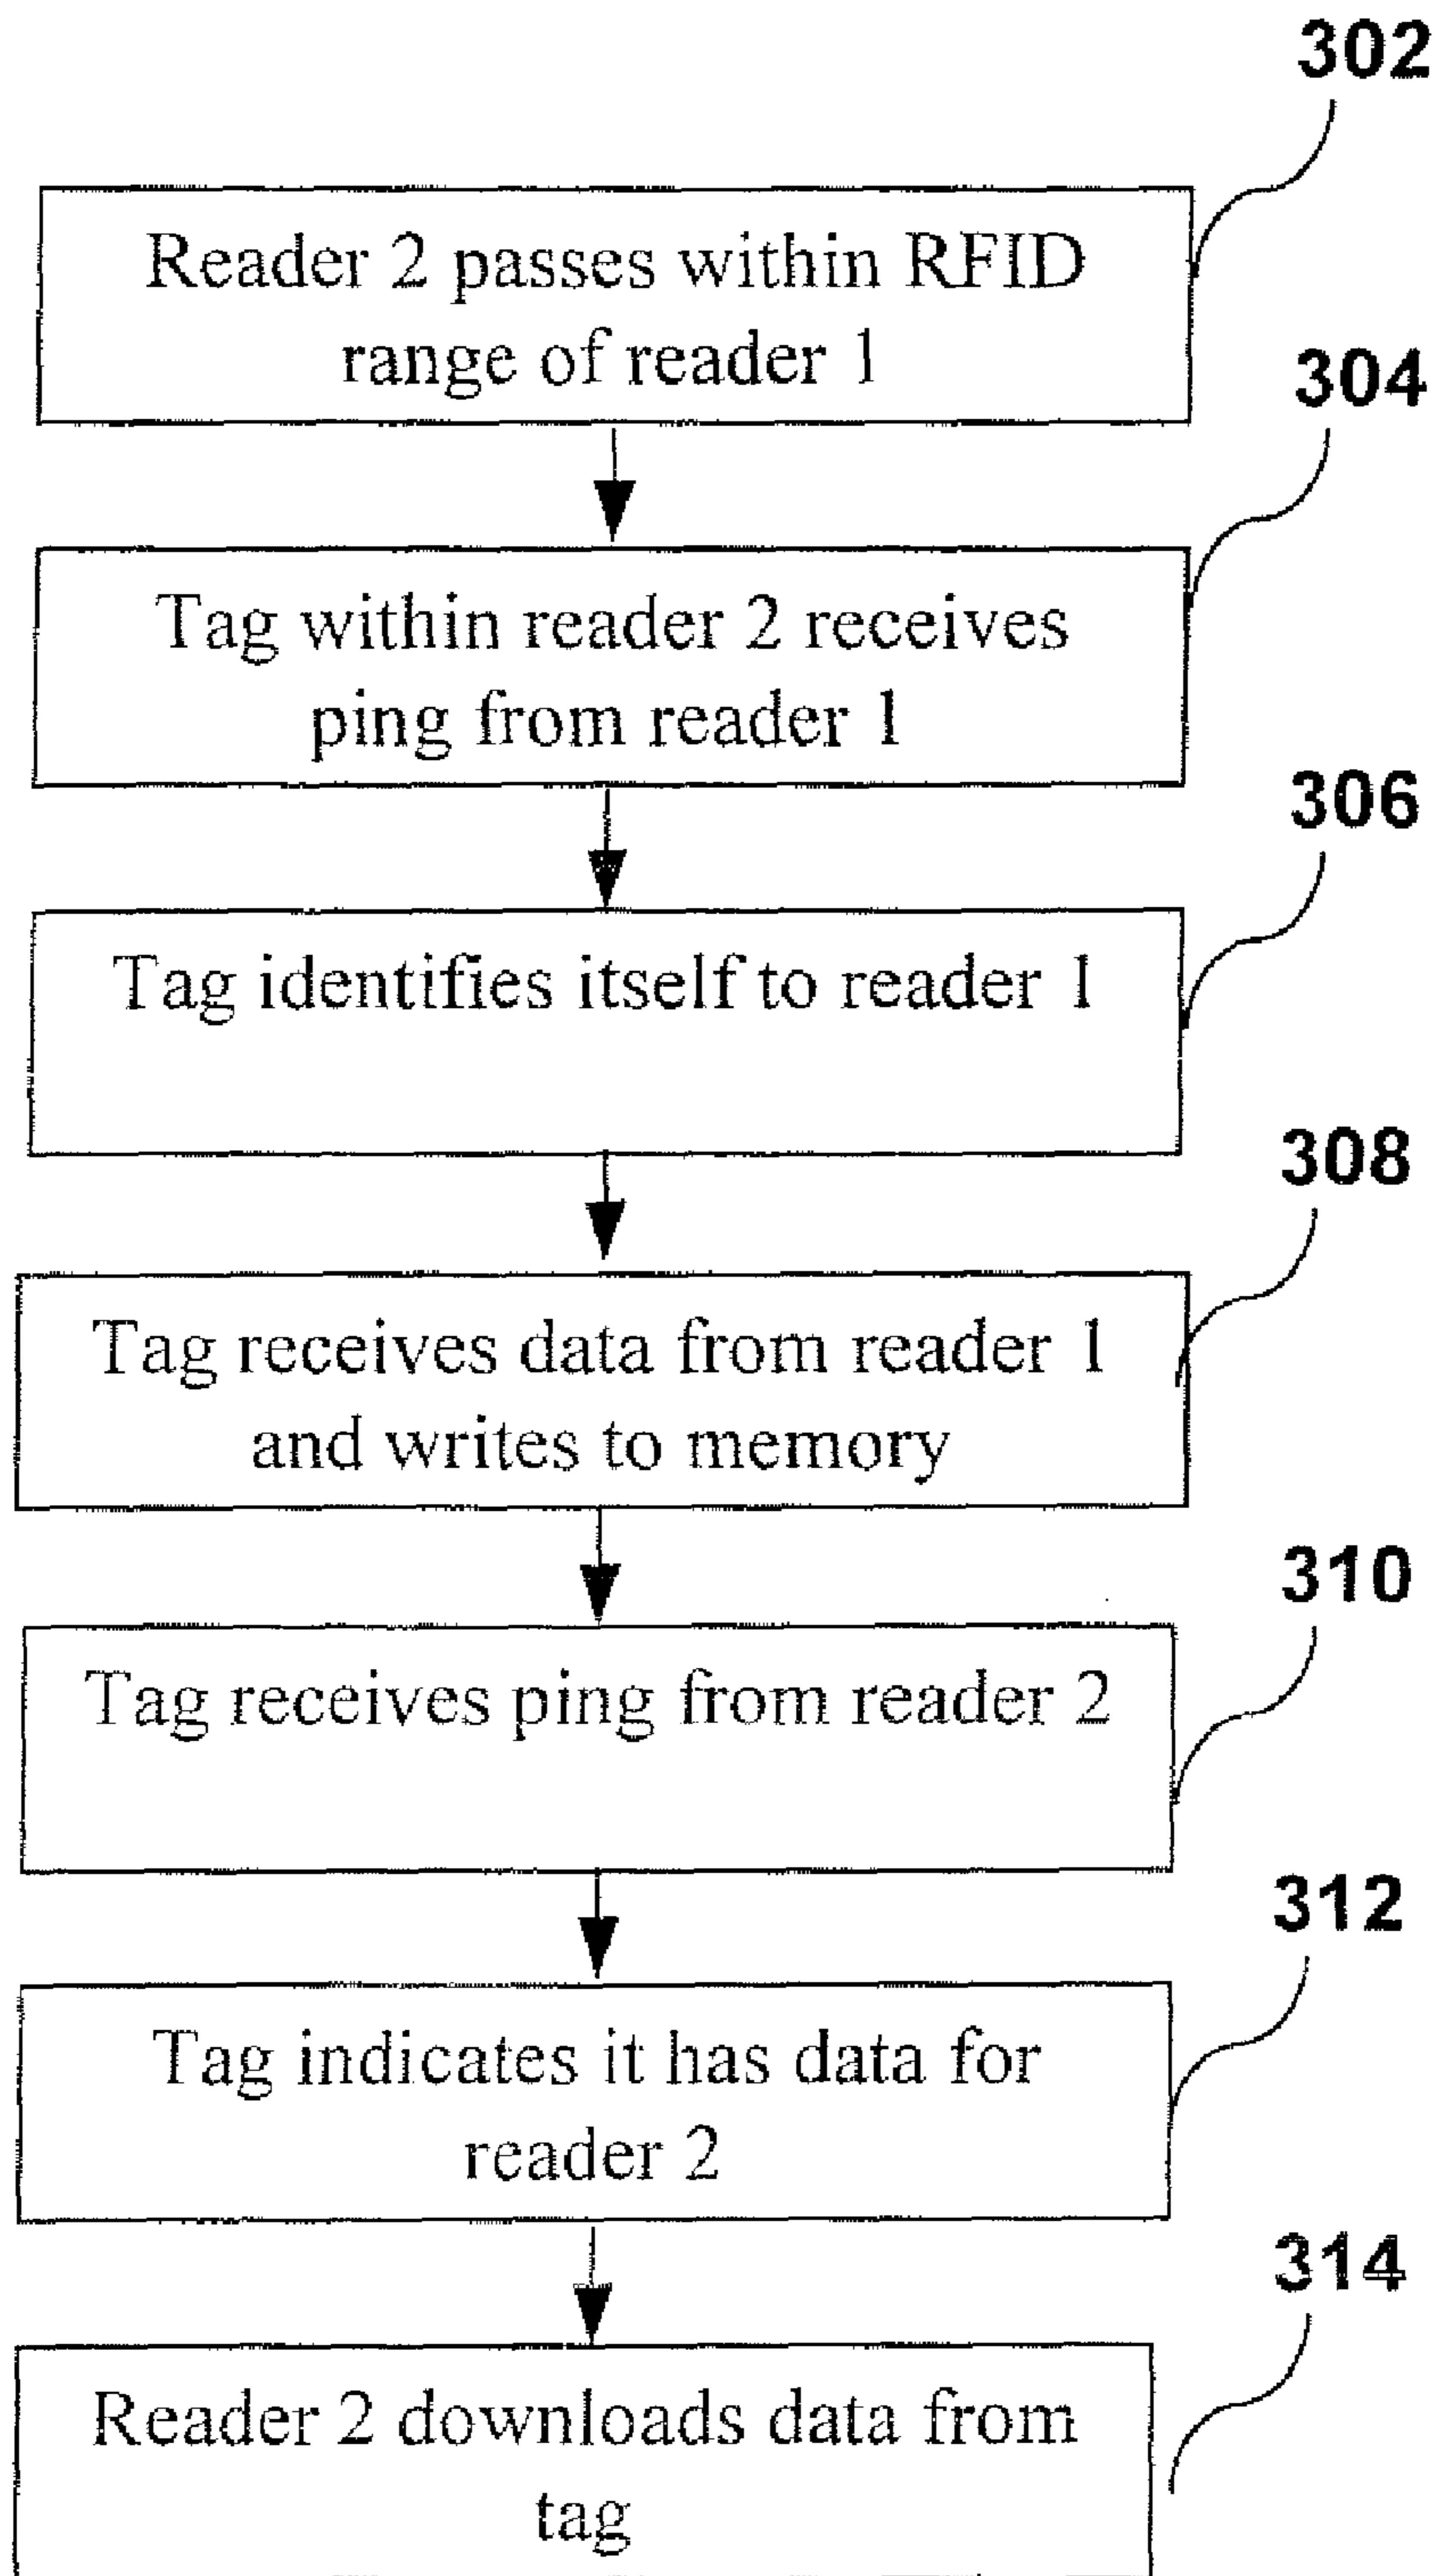 302
Reader 2 passes within RFID
range of reader 1
304
Tag within reader 2 receives
ping from reader 1
306
Tag identifies itself to reader 1
308
Tag receives data from reader 1
and writes to memory
310
Tag receives ping from reader 2
312
Tag indicates it has data for
reader 2
314
Reader 2 downloads data from
tag